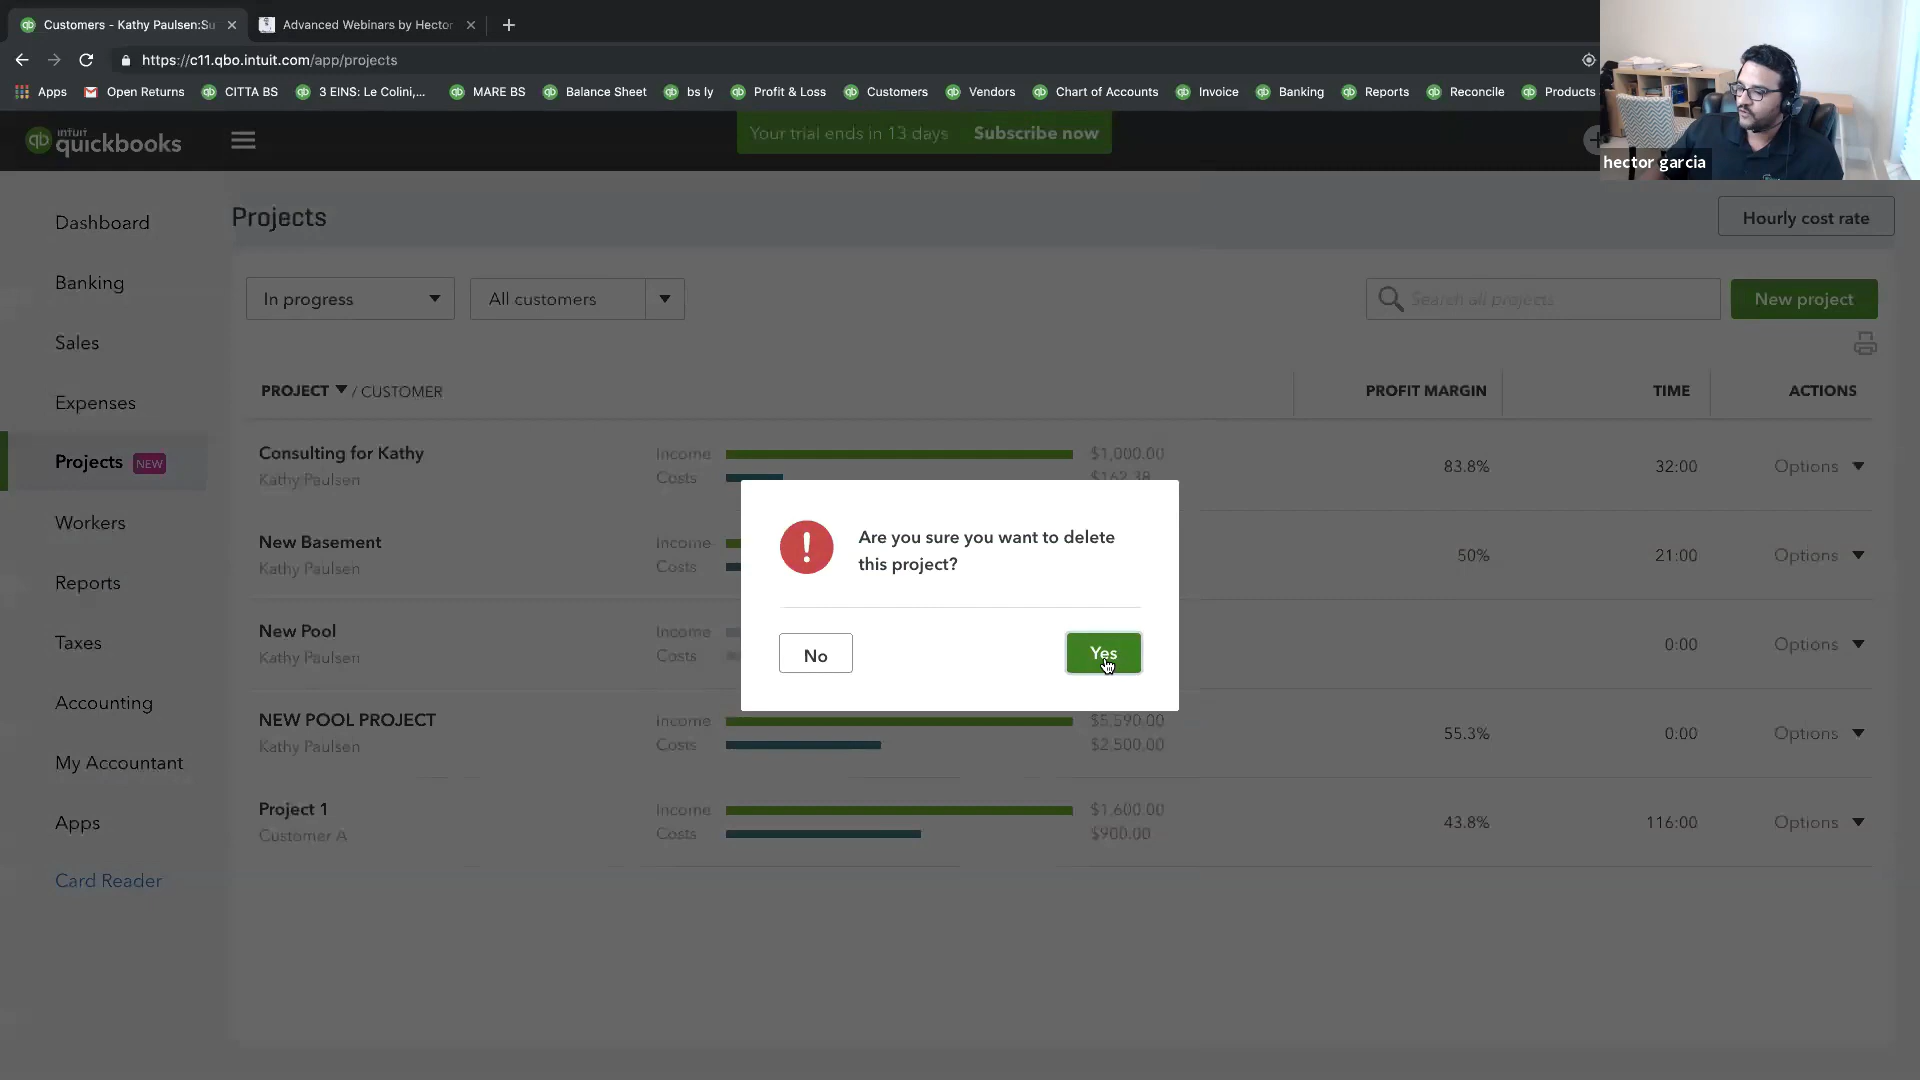 Customers - Kathy Paulsen:Su
Advanced Webinars by Hector
https://c11.qbo.intuit.com/app/projects
Apps
Open Returns
CITTA BS
3 EINS: Le Colini,...
MARE BS
Balance Sheet
bs ly
Profit & Loss
Customers
Vendors
Chart of Accounts
Invoice
Banking
Reports
Reconcile
Products
hector garcia
qb
intuit
quickbooks
Your trial ends in 13 days Subscribe now
Dashboard
Banking
Sales
Expenses
Projects NEW
Workers
Reports
Taxes
Accounting
My Accountant
Apps
Card Reader
Projects
Hourly cost rate
In progress
All customers
Search all projects
New project
PROJECT / CUSTOMER
PROFIT MARGIN
TIME
ACTIONS
Consulting for Kathy
Kathy Paulsen
Income $1,000.00
Costs $162.38
83.8%
32:00
Options
New Basement
Kathy Paulsen
Income
Costs
50%
21:00
Options
New Pool
Kathy Paulsen
Income
Costs
0:00
Options
NEW POOL PROJECT
Kathy Paulsen
Income $5,590.00
Costs $2,500.00
55.3%
0:00
Options
Project 1
Customer A
Income $1,600.00
Costs $900.00
43.8%
116:00
Options
Are you sure you want to delete
this project?
No
Yes